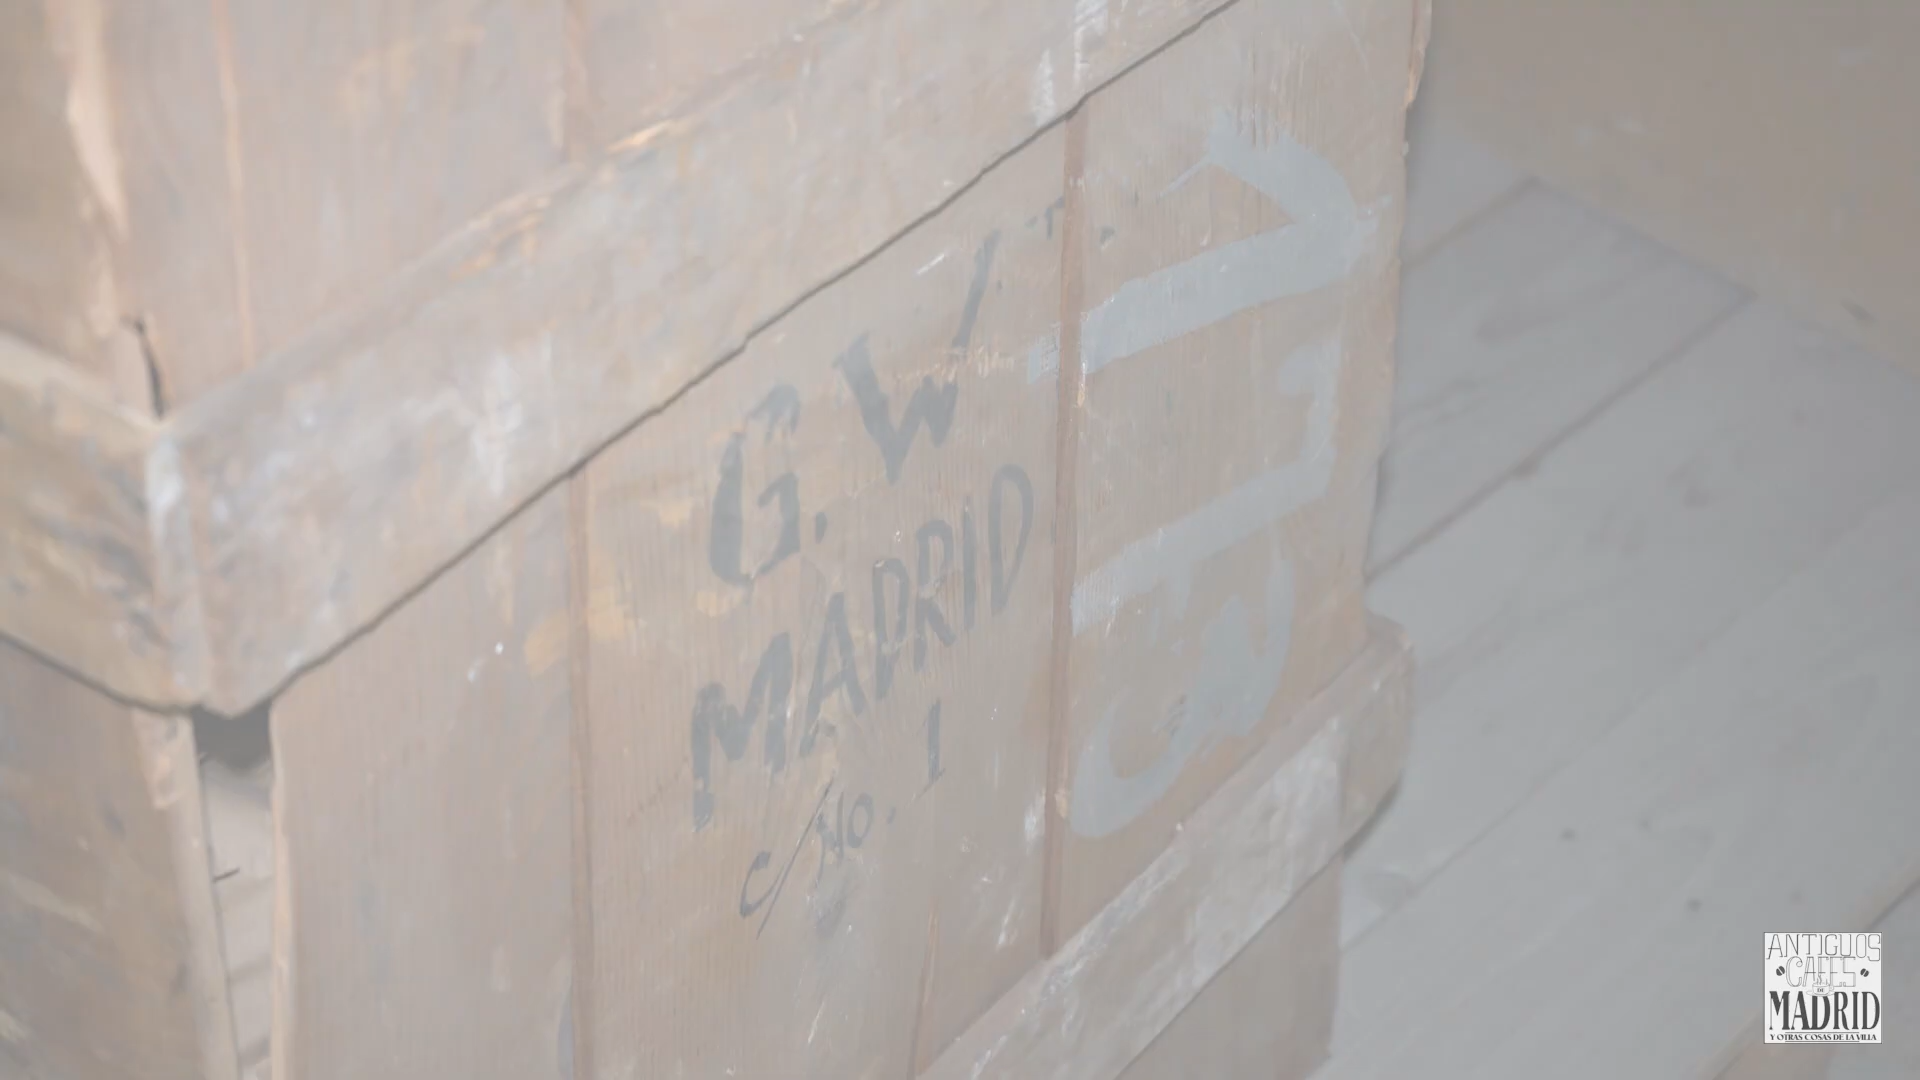 G. W
MADRID
C/No. 1
ANTIGUOS
CAFES
DE
MADRID
Y OTRAS COSAS DE LA VILLA